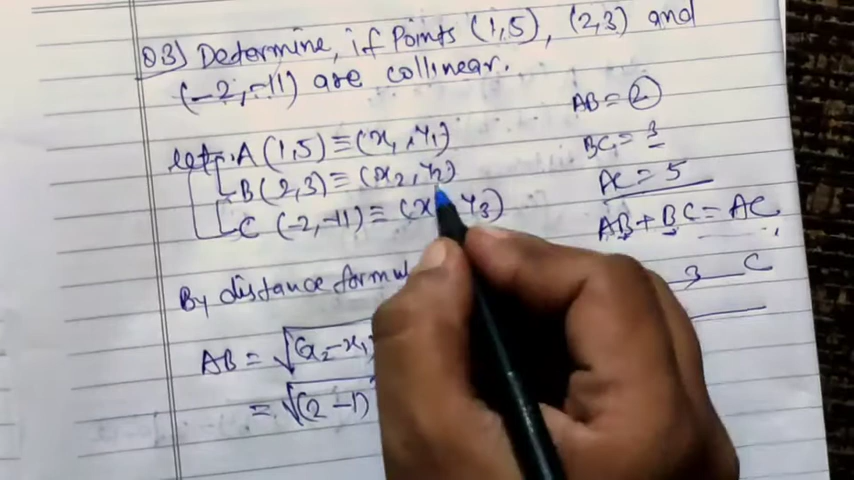 Q3) Determine, if Points (1,5), (2,3) and
(-2,-11) are collinear.
let, A (1,5) ≡ (x₁, y₁)
B (2,3) ≡ (x₂, y₂)
C (-2,-11) ≡ (x y₃)
By distance formul
AB = √(x₂-x₁)
= √(2-1)
AB = 2
BC = 3
AC = 5
AB + BC = AC
3 C